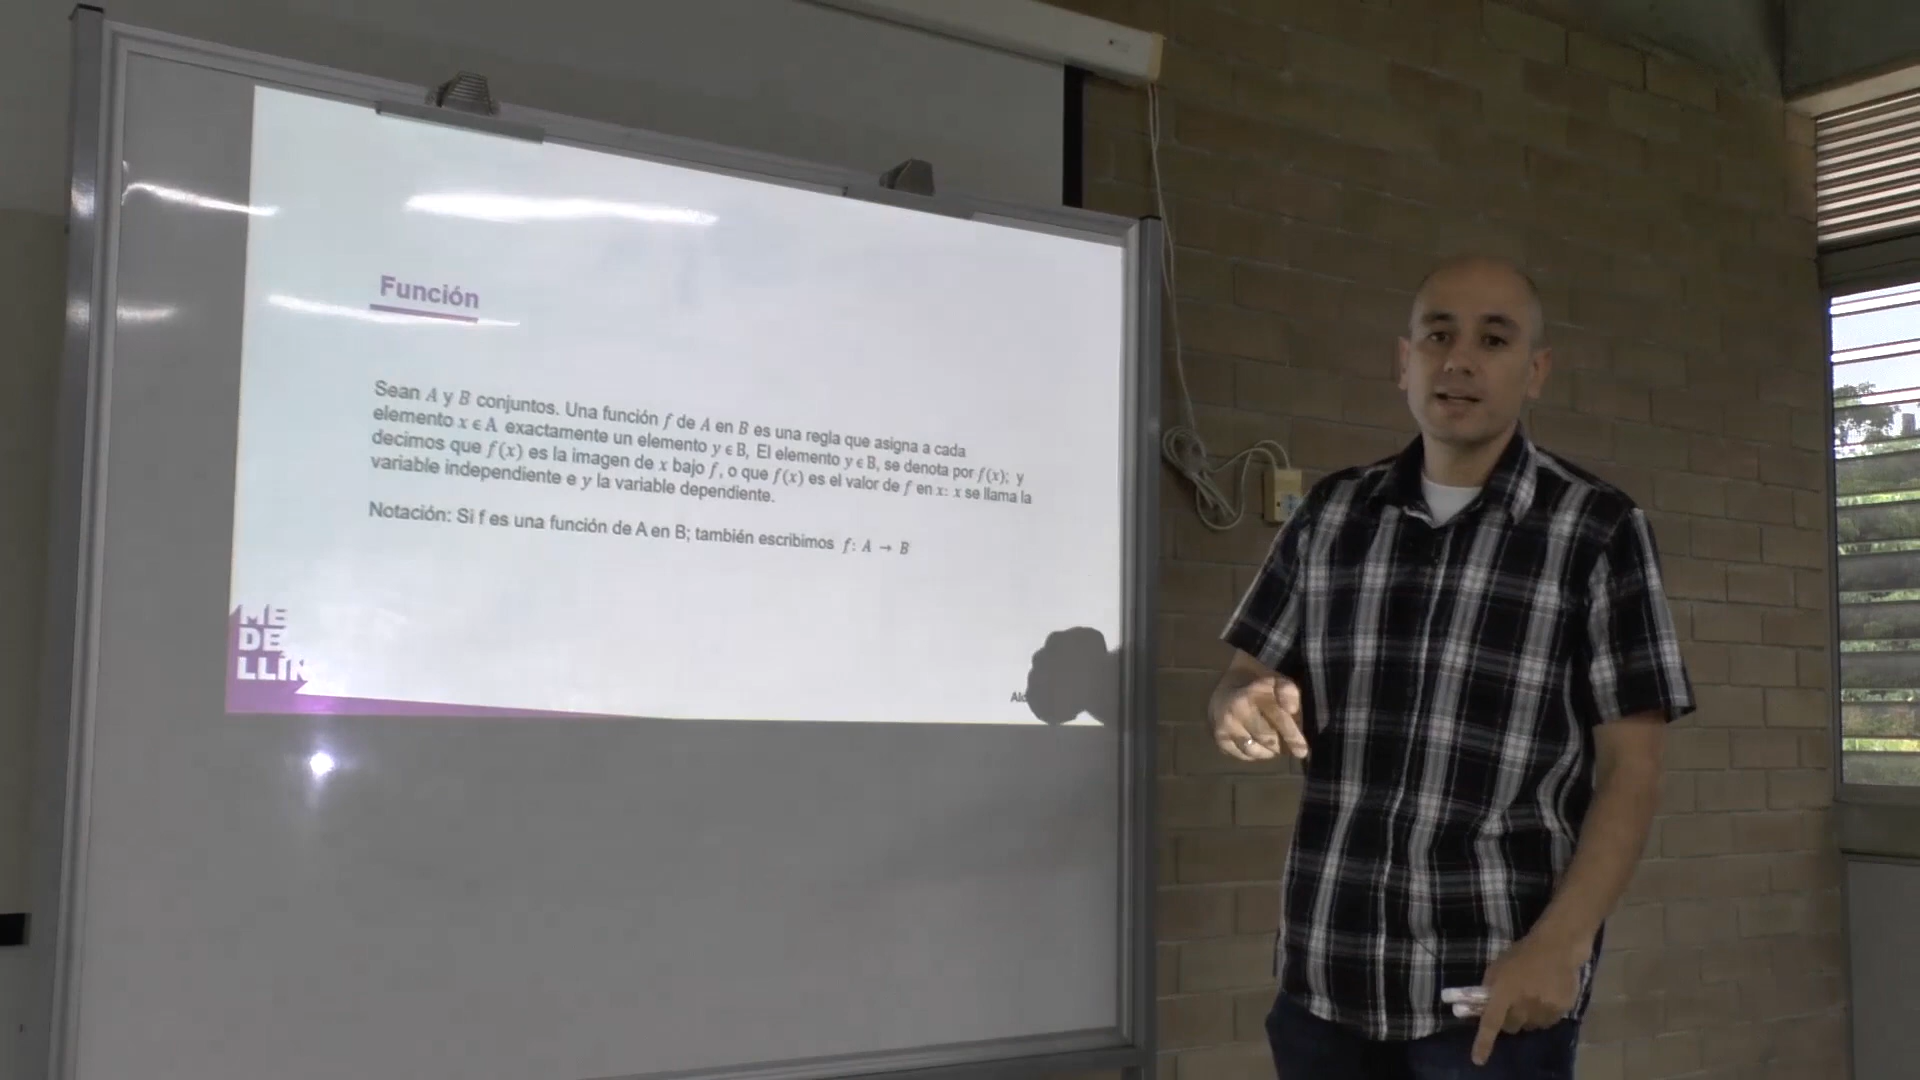 Función
Sean A y B conjuntos. Una función f de A en B es una regla que asigna a cada
elemento x ϵ A exactamente un elemento y ϵ B, El elemento y ϵ B, se denota por f(x); y
decimos que f(x) es la imagen de x bajo f, o que f(x) es el valor de f en x: x se llama la
variable independiente e y la variable dependiente.
Notación: Si f es una función de A en B; también escribimos f: A → B
ME
DE
LLÍN